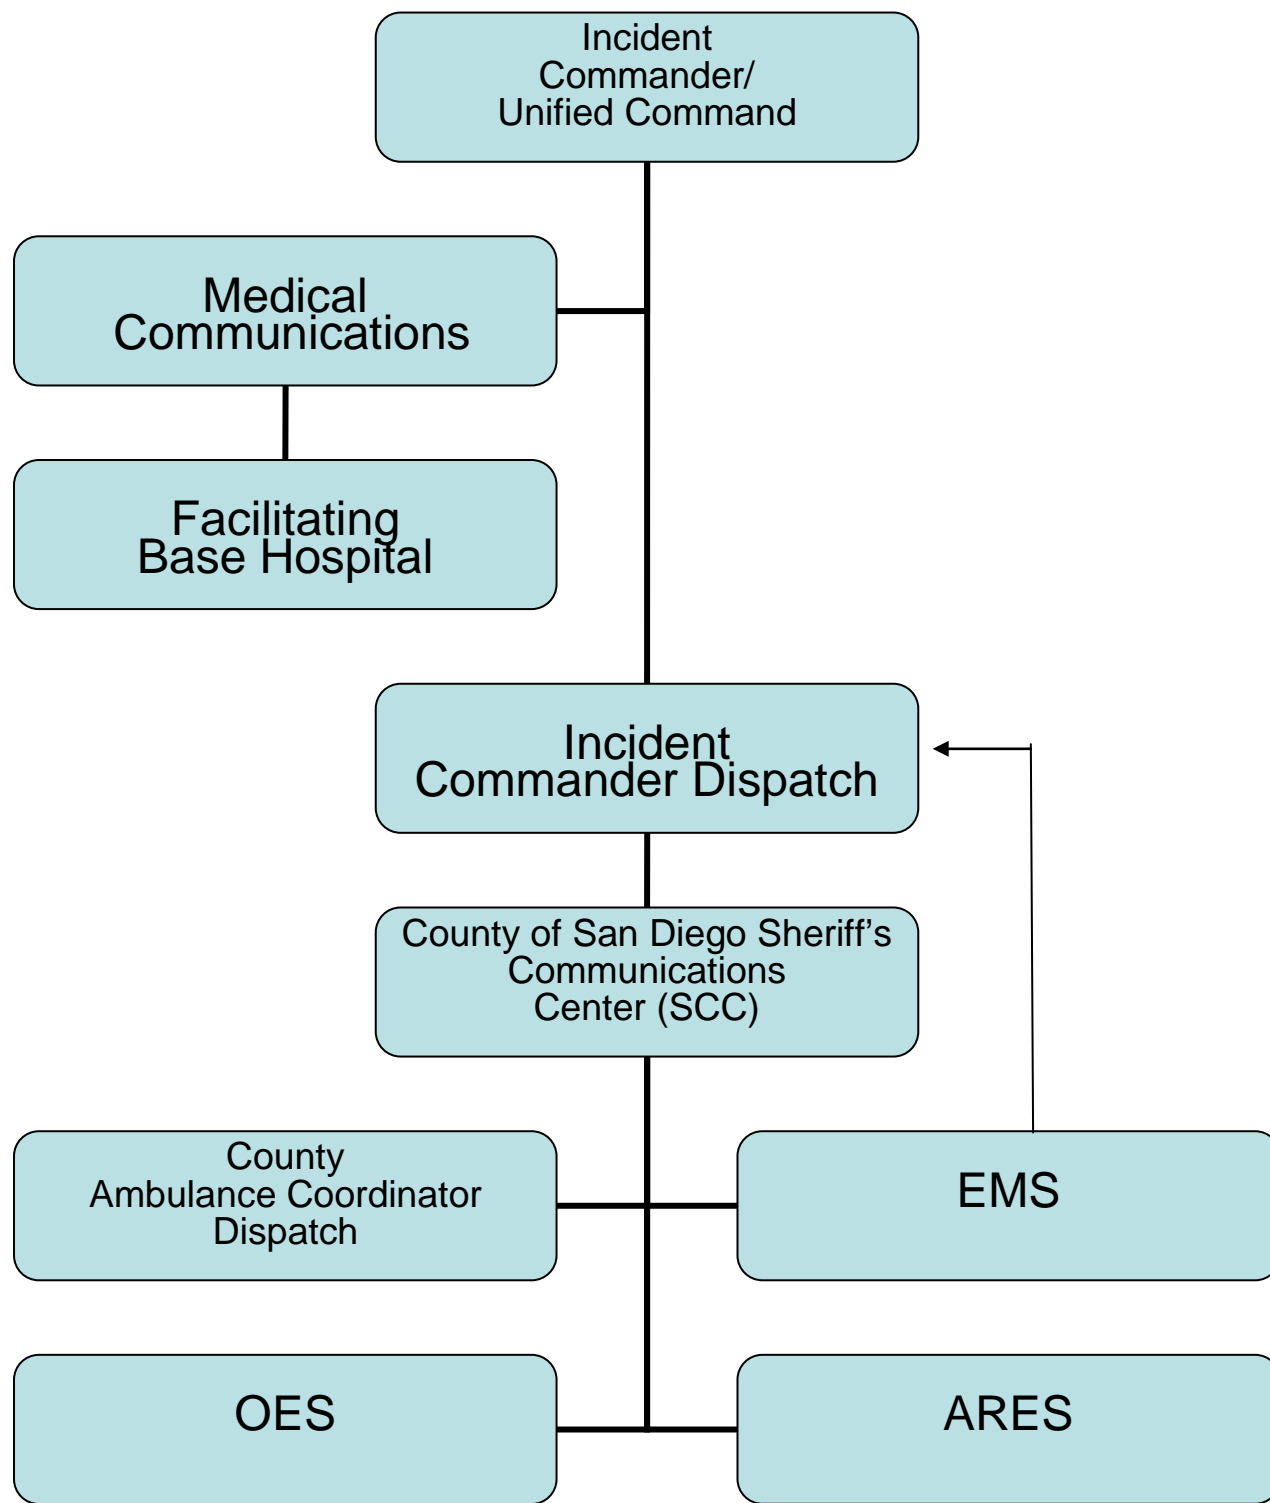 Incident
Commander/
Unified Command
Medical
Communications
Facilitating
Base Hospital
Incident
Commander Dispatch
County of San Diego Sheriff’s
Communications
Center (SCC)
County
Ambulance Coordinator
Dispatch
EMS
OES
ARES